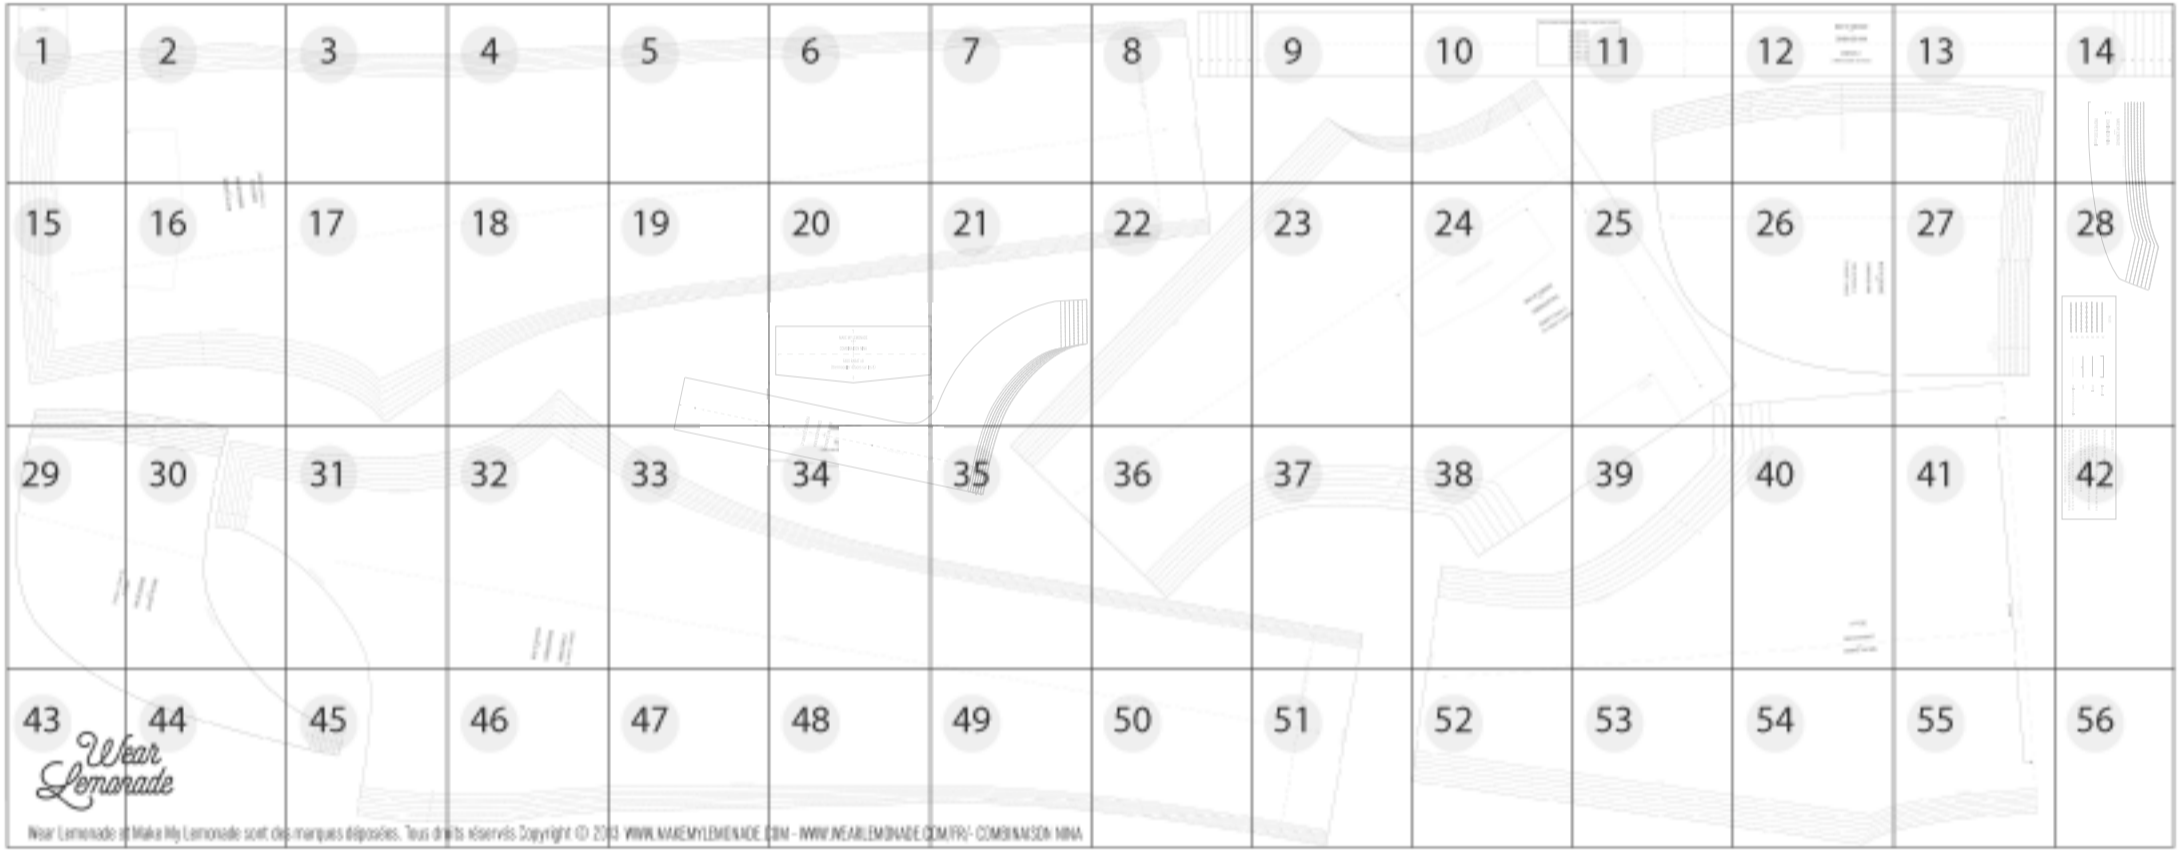 1 2 3 4 5 6 7 8 9 10 11 12 13 14
15 16 17 18 19 20 21 22 23 24 25 26 27 28
29 30 31 32 33 34 35 36 37 38 39 40 41 42
43 44 45 46 47 48 49 50 51 52 53 54 55 56
Wear
Lemonade
Wear Lemonade et Make My Lemonade sont des marques déposées. Tous droits réservés Copyright © 2013 WWW.MAKEMYLEMONADE.COM - WWW.WEARLEMONADE.COM/FR/- COMBINAISON NINA